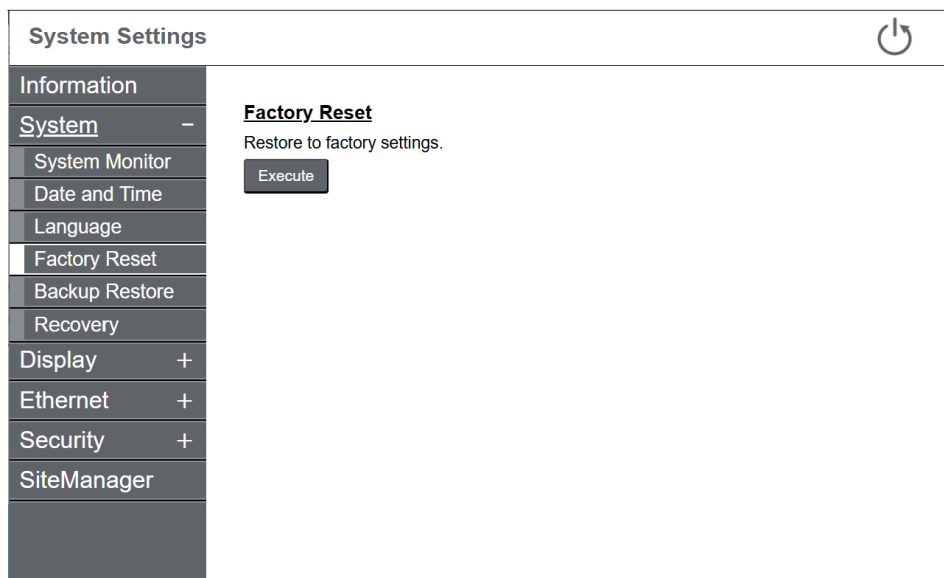 System Settings
Information
System −
System Monitor
Date and Time
Language
Factory Reset
Backup Restore
Recovery
Display +
Ethernet +
Security +
SiteManager
Factory Reset
Restore to factory settings.
Execute